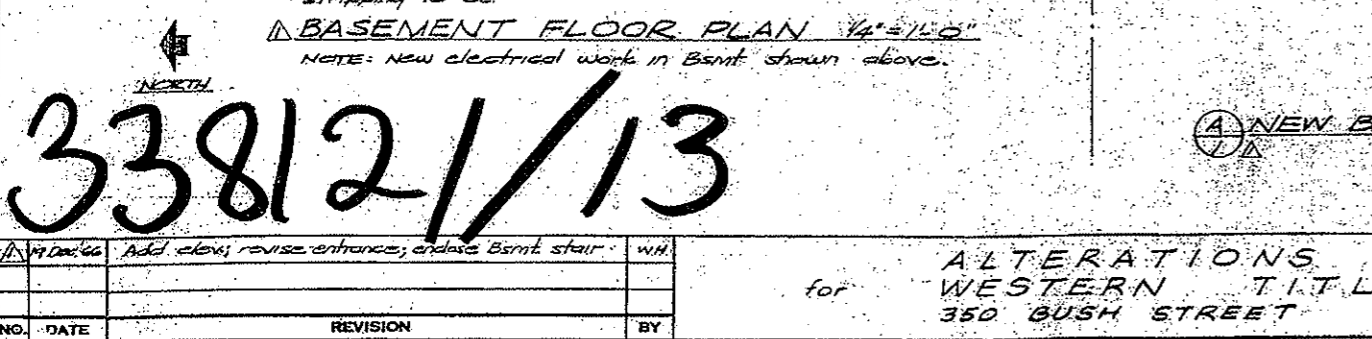 BASEMENT FLOOR PLAN 1/4"=1'-0"
NOTE: New electrical work in Bsmt shown above.
NORTH
338121/13
A NEW B
1
19 Dec '66 Add elev; revise entrance; enclose Bsmt stair W.H.
NO. DATE REVISION BY
for
ALTERATIONS
WESTERN TITL
350 BUSH STREET